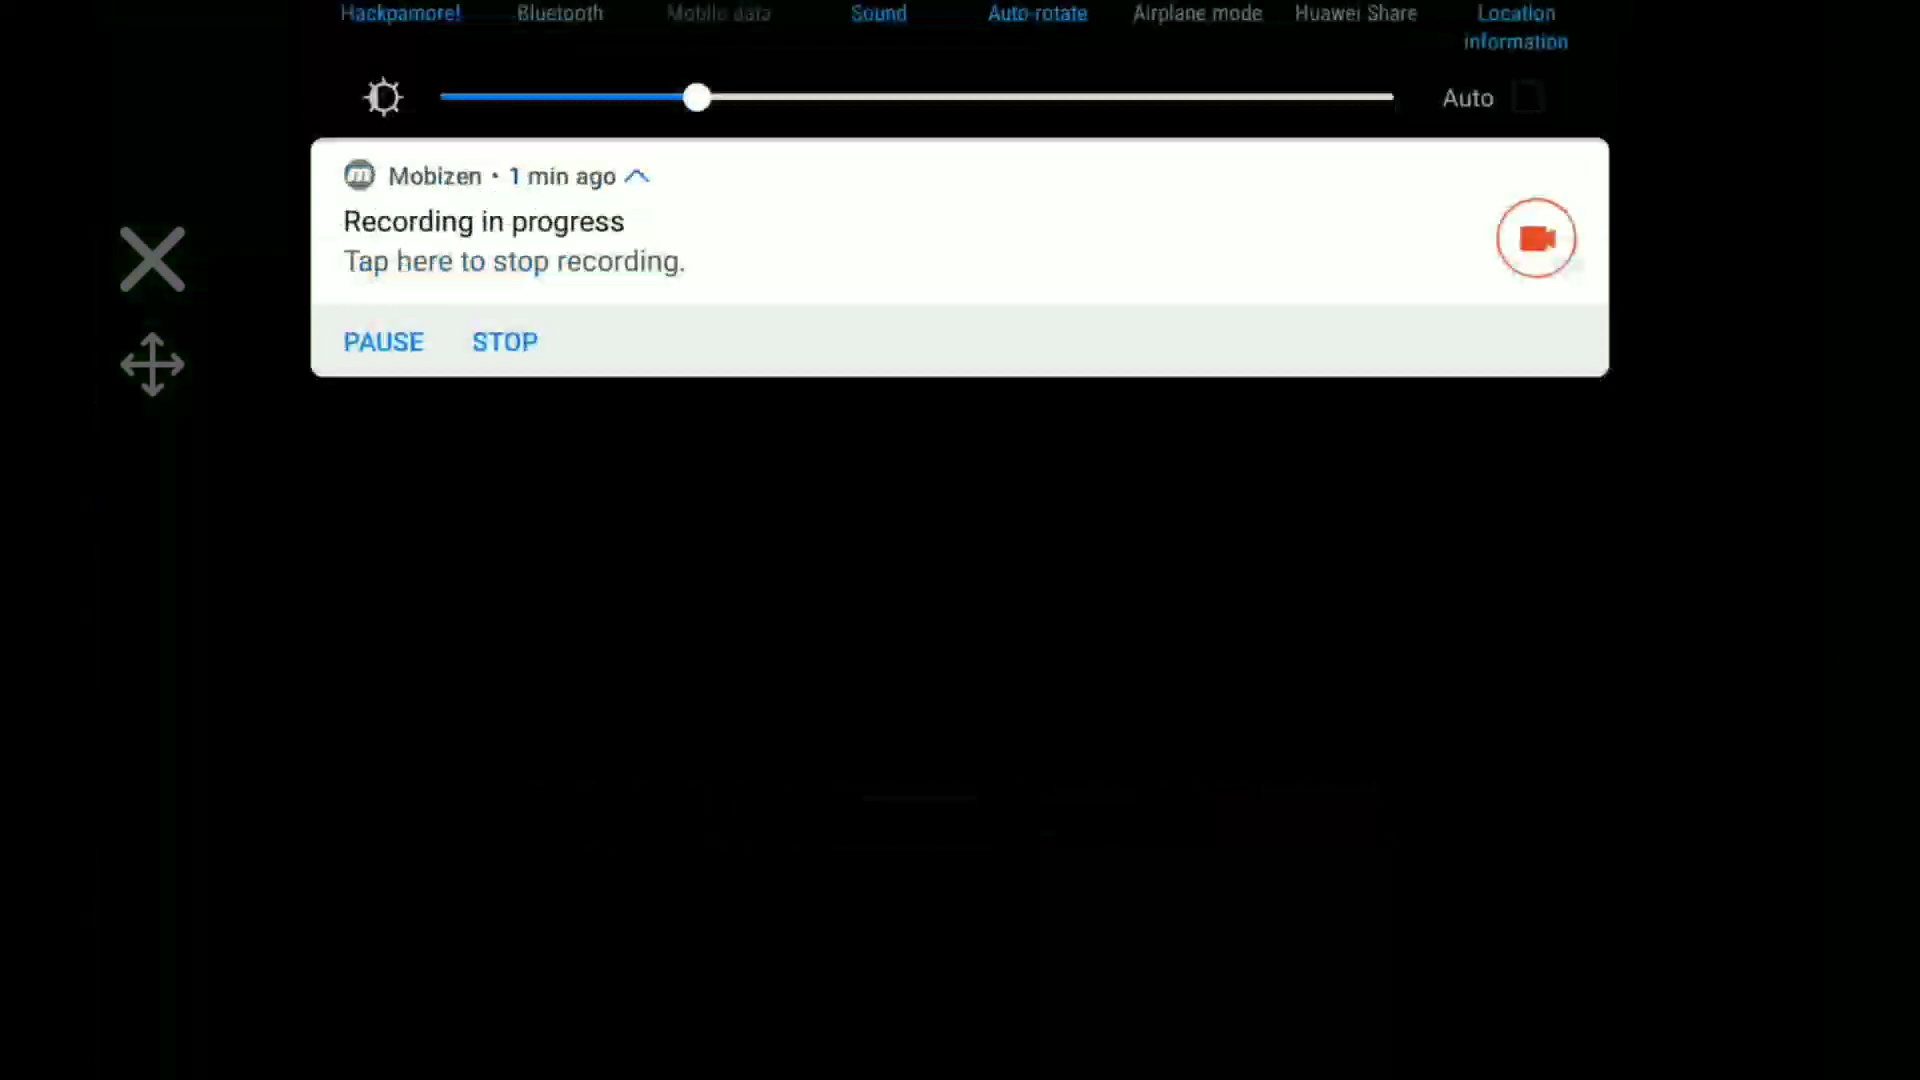 Hackpamore! Bluetooth Mobile data Sound Auto-rotate Airplane mode Huawei Share Location
information
Auto
Mobizen • 1 min ago
Recording in progress
Tap here to stop recording.
PAUSE STOP